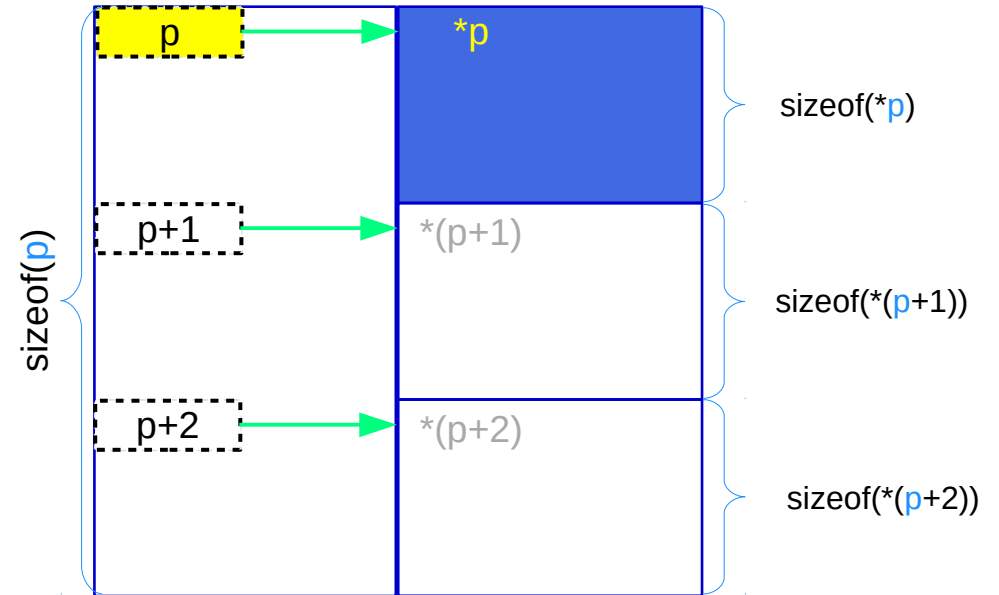 p
*p
sizeof(*p)
sizeof(p)
p+1
*(p+1)
sizeof(*(p+1))
p+2
*(p+2)
sizeof(*(p+2))